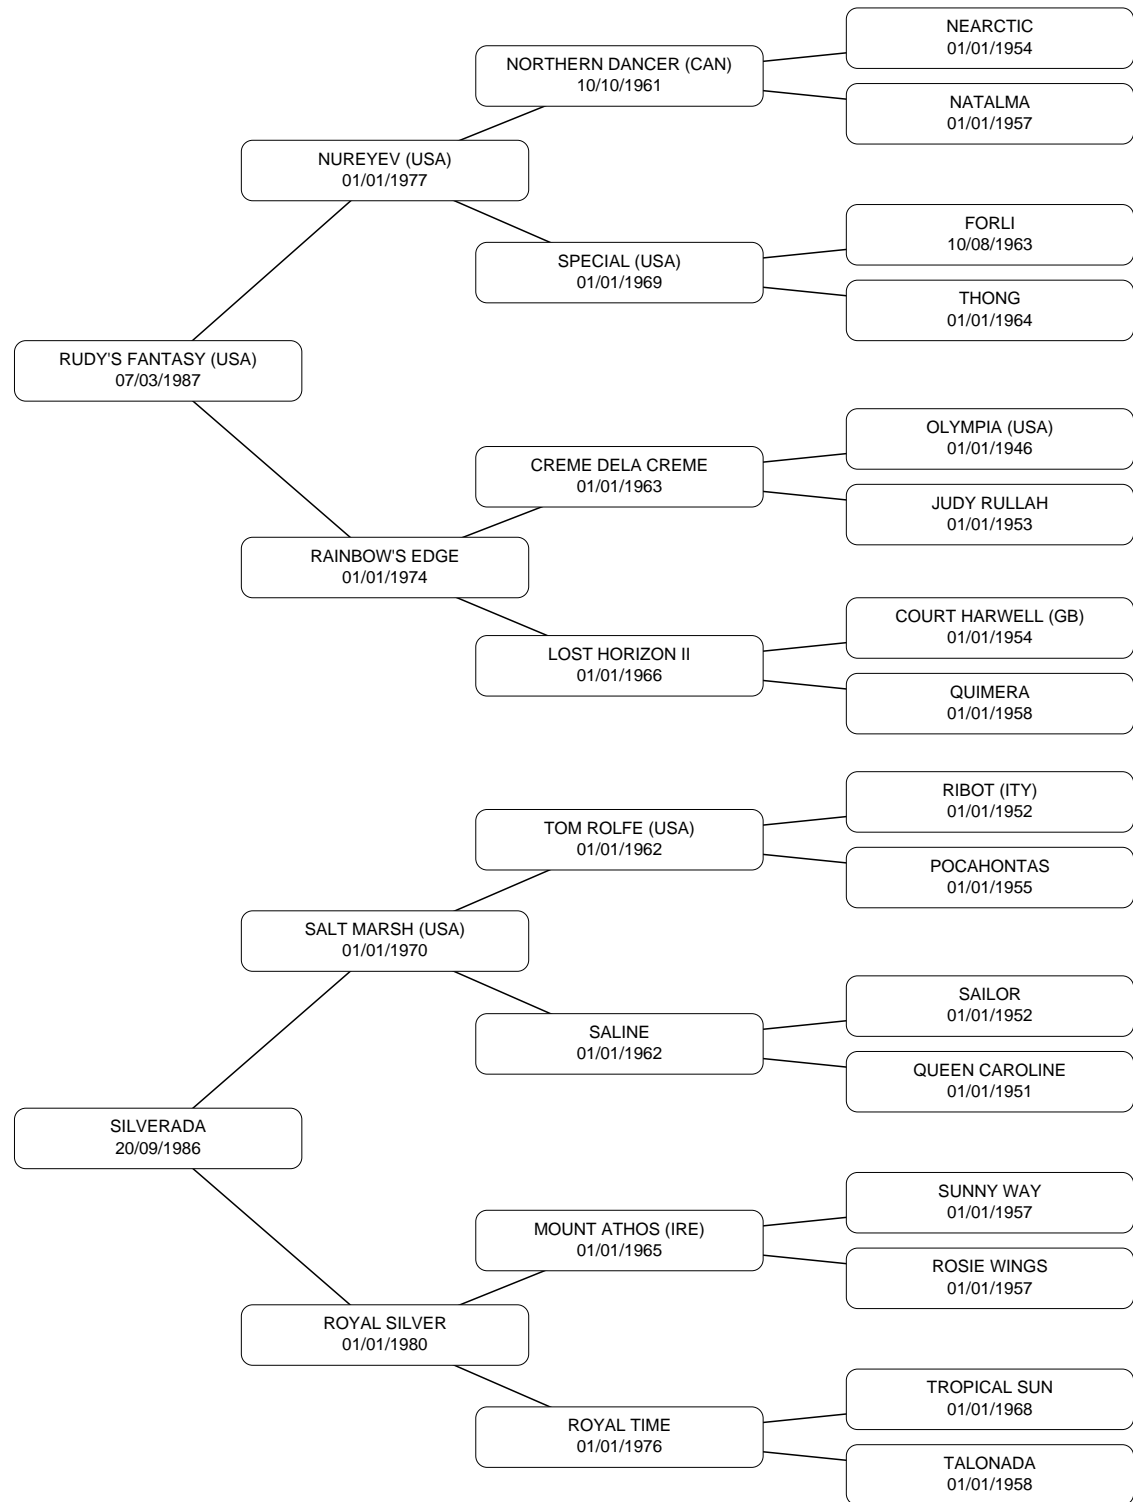 NEARCTIC
01/01/1954
NORTHERN DANCER (CAN)
10/10/1961
NATALMA
01/01/1957
NUREYEV (USA)
01/01/1977
FORLI
10/08/1963
SPECIAL (USA)
01/01/1969
THONG
01/01/1964
RUDY'S FANTASY (USA)
07/03/1987
OLYMPIA (USA)
01/01/1946
CREME DELA CREME
01/01/1963
JUDY RULLAH
01/01/1953
RAINBOW'S EDGE
01/01/1974
COURT HARWELL (GB)
01/01/1954
LOST HORIZON II
01/01/1966
QUIMERA
01/01/1958
RIBOT (ITY)
01/01/1952
TOM ROLFE (USA)
01/01/1962
POCAHONTAS
01/01/1955
SALT MARSH (USA)
01/01/1970
SAILOR
01/01/1952
SALINE
01/01/1962
QUEEN CAROLINE
01/01/1951
SILVERADA
20/09/1986
SUNNY WAY
01/01/1957
MOUNT ATHOS (IRE)
01/01/1965
ROSIE WINGS
01/01/1957
ROYAL SILVER
01/01/1980
TROPICAL SUN
01/01/1968
ROYAL TIME
01/01/1976
TALONADA
01/01/1958